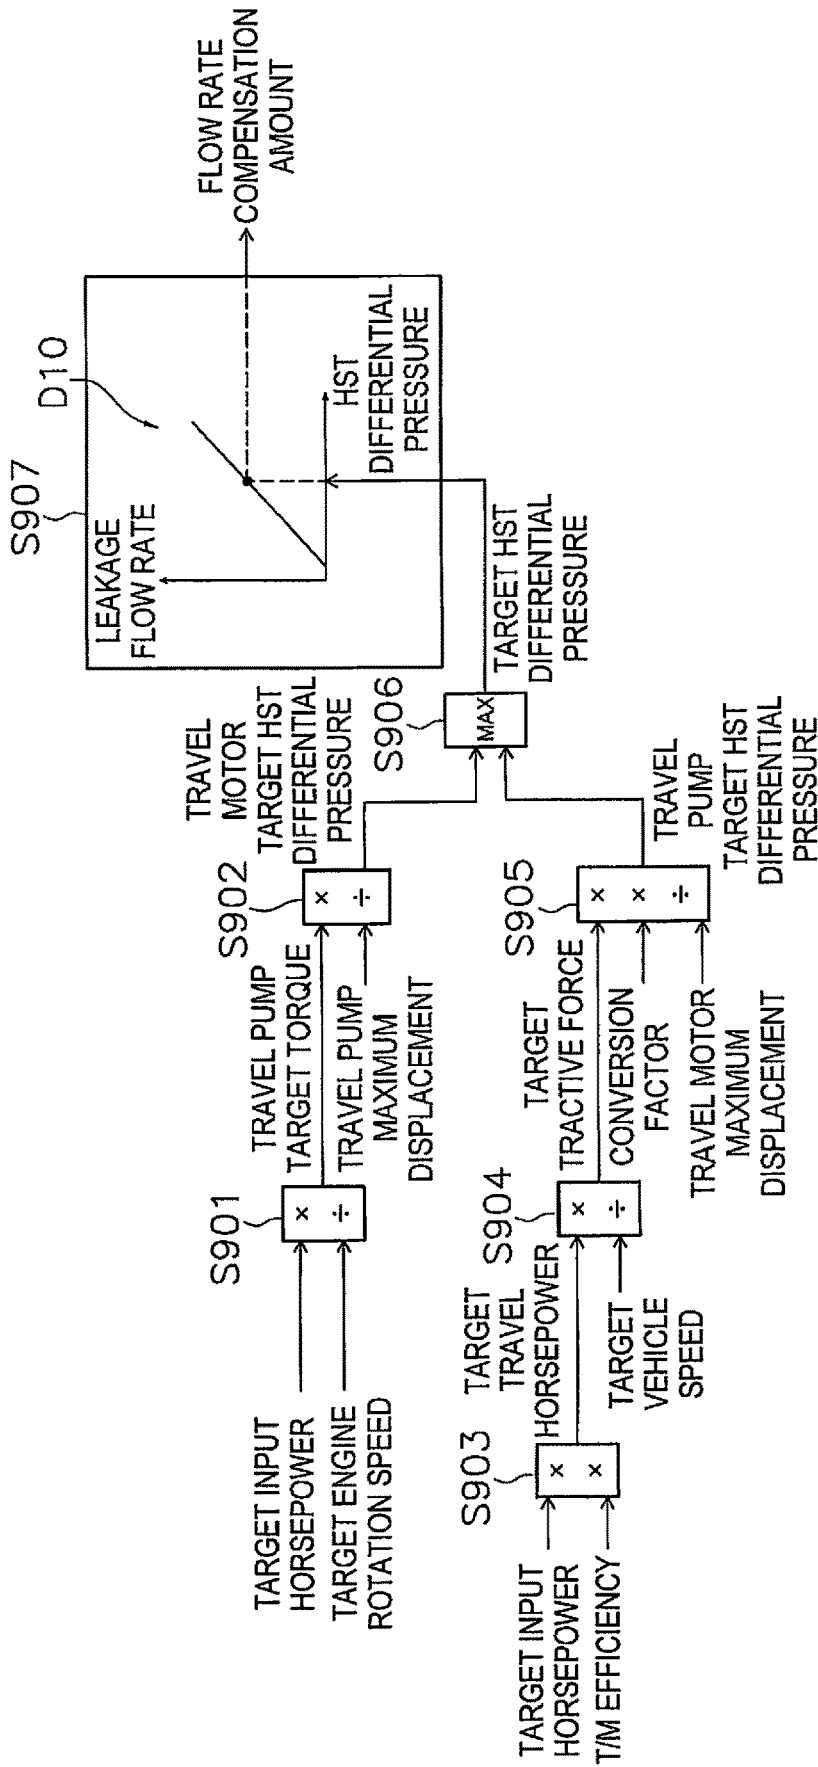 TARGET INPUT
HORSEPOWER
TARGET ENGINE
ROTATION SPEED
S901
×
÷
TRAVEL PUMP
TARGET TORQUE
TRAVEL PUMP
MAXIMUM
DISPLACEMENT
S902
×
÷
TRAVEL
MOTOR
TARGET HST
DIFFERENTIAL
PRESSURE
TARGET INPUT
HORSEPOWER
T/M EFFICIENCY
S903
×
×
TARGET
TRAVEL
HORSEPOWER
TARGET
VEHICLE
SPEED
S904
×
÷
TARGET
TRACTIVE FORCE
CONVERSION
FACTOR
TRAVEL MOTOR
MAXIMUM
DISPLACEMENT
S905
×
×
÷
TRAVEL
PUMP
TARGET HST
DIFFERENTIAL
PRESSURE
S906
MAX
TARGET HST
DIFFERENTIAL
PRESSURE
S907
LEAKAGE
FLOW RATE
D10
HST
DIFFERENTIAL
PRESSURE
FLOW RATE
COMPENSATION
AMOUNT